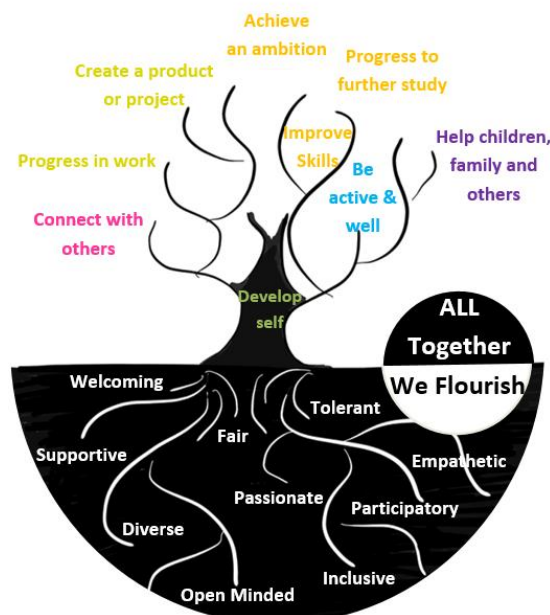 Achieve
an ambition
Progress to
further study
Create a product
or project
Improve
Skills
Help children,
family and
others
Progress in work
Be
active &
well
Connect with
others
Develop
self
ALL
Together
We Flourish
Welcoming
Tolerant
Fair
Supportive
Empathetic
Passionate
Participatory
Diverse
Inclusive
Open Minded